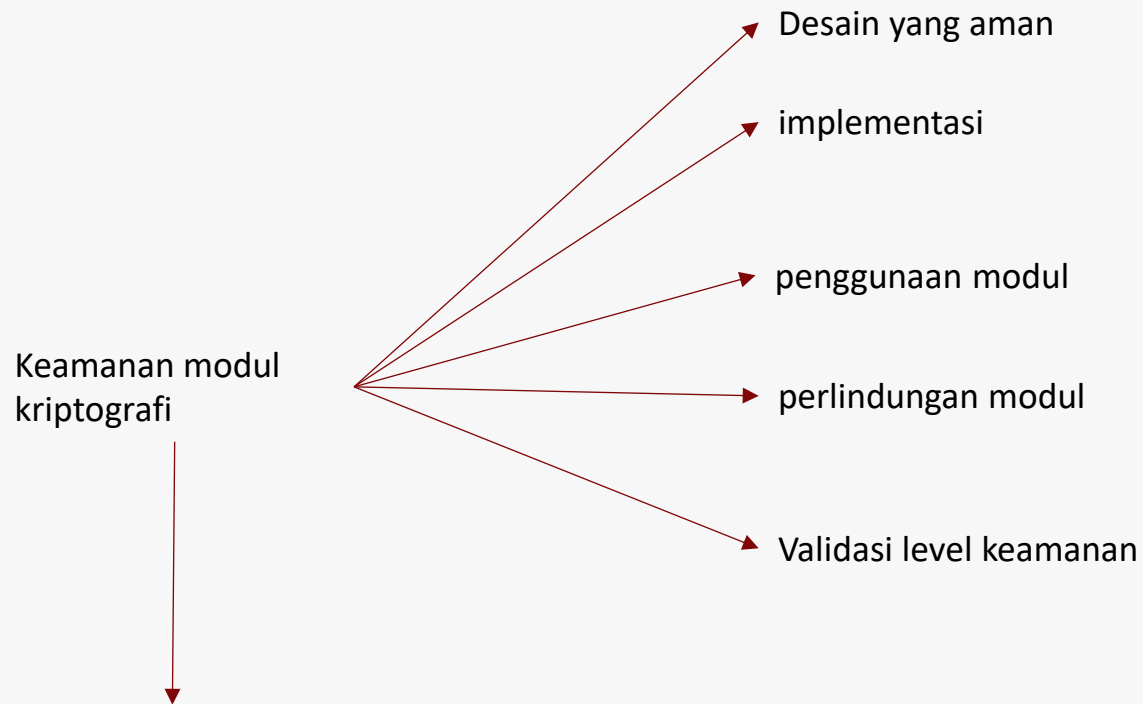 Desain yang aman
implementasi
penggunaan modul
Keamanan modul
kriptografi
perlindungan modul
Validasi level keamanan